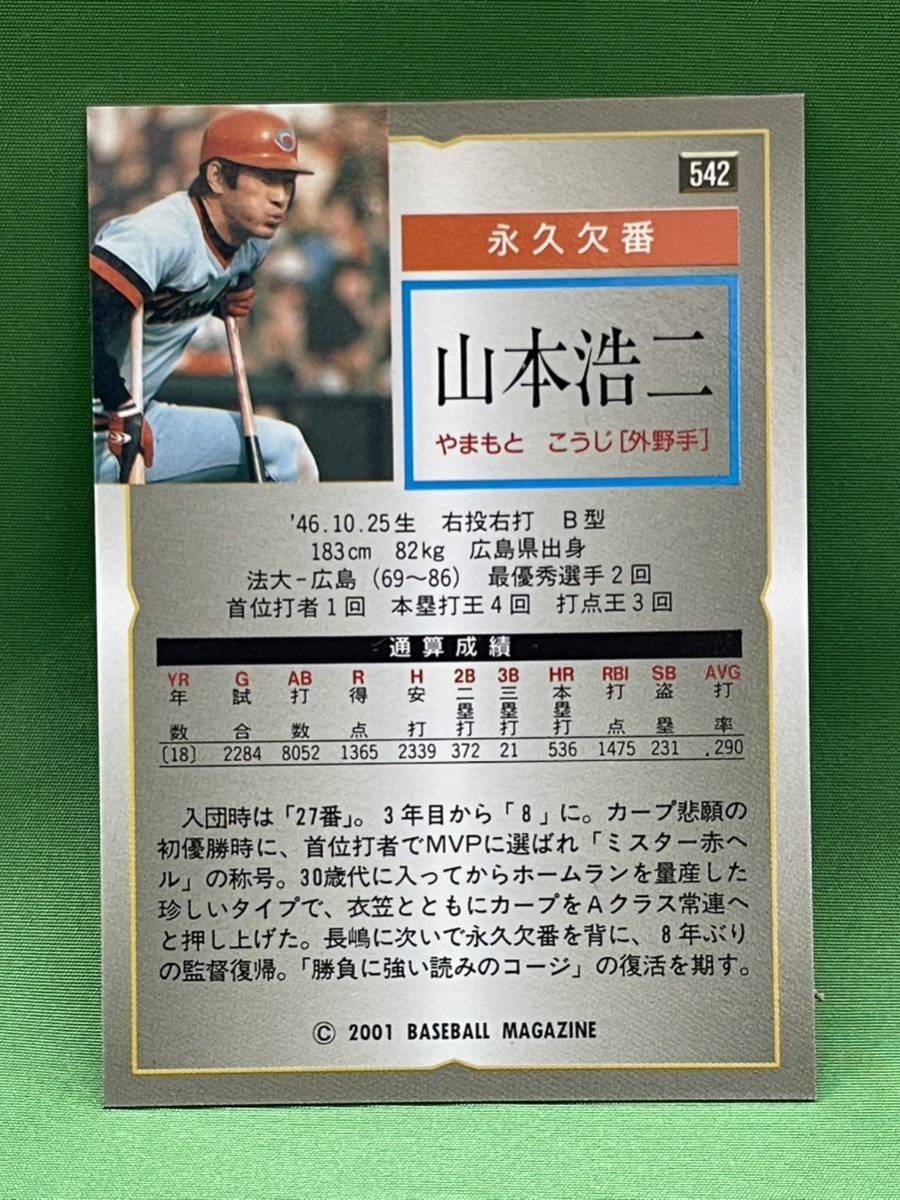 542
永久欠番
山本浩二
やまもと こうじ[外野手]
'46.10.25生 右投右打 B型
183cm 82kg 広島県出身
法大-広島(69〜86) 最優秀選手2回
首位打者1回 本塁打王4回 打点王3回
通算成績
YR G AB R H 2B 3B HR RBI SB AVG
年数 試合 打数 得点 安打 二塁打 三塁打 本塁打 打点 盗塁 打率
[18] 2284 8052 1365 2339 372 21 536 1475 231 .290
入団時は「27番」。3年目から「8」に。カープ悲願の
初優勝時に、首位打者でMVPに選ばれ「ミスター赤ヘ
ル」の称号。30歳代に入ってからホームランを量産した
珍しいタイプで、衣笠とともにカープをAクラス常連へ
と押し上げた。長嶋に次いで永久欠番を背に、8年ぶり
の監督復帰。「勝負に強い読みのコージ」の復活を期す。
© 2001 BASEBALL MAGAZINE